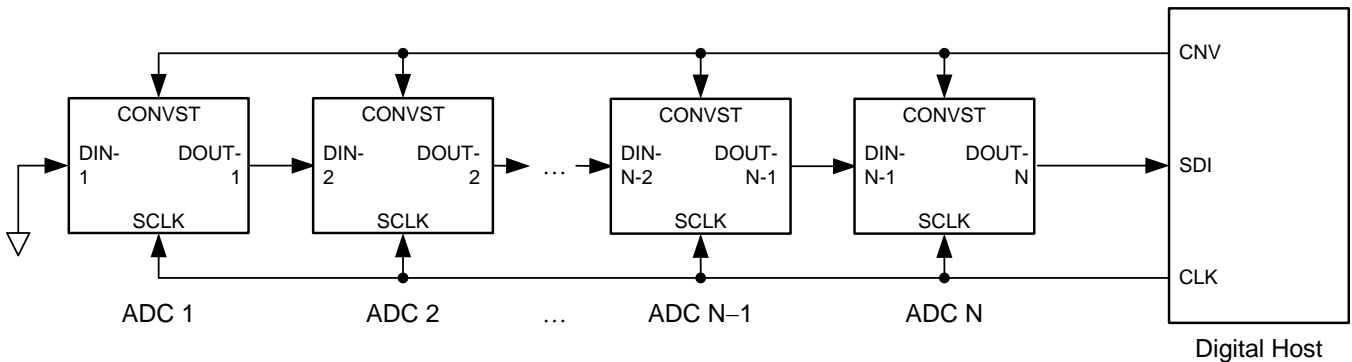 CNV
CONVST
DIN-
1
DOUT-
1
SCLK
CONVST
DIN-
2
DOUT-
2
SCLK
...
CONVST
DIN-
N-2
DOUT-
N-1
SCLK
CONVST
DIN-
N-1
DOUT-
N
SCLK
SDI
CLK
ADC 1
ADC 2
...
ADC N−1
ADC N
Digital Host